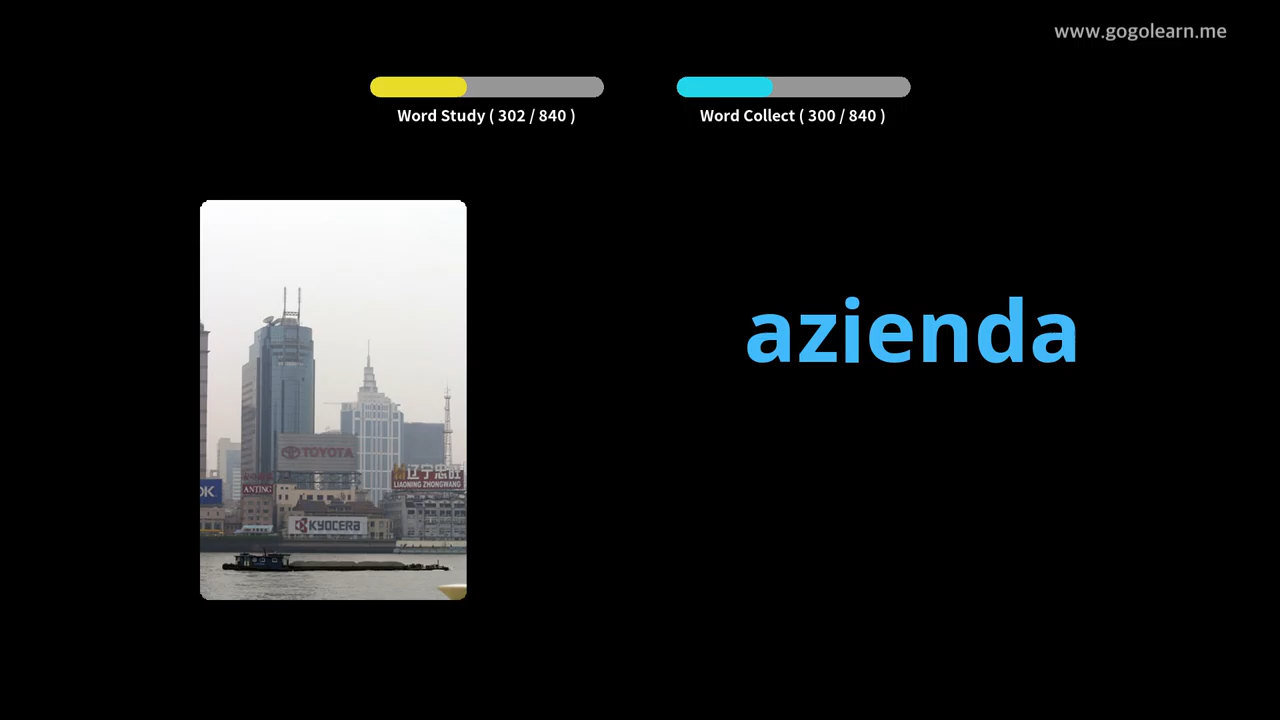 www.gogolearn.me
Word Study ( 302 / 840 )
Word Collect ( 300 / 840 )
azienda
TOYOTA
辽宁忠旺
LIAONING ZHONGWANG
OK
ANTING
KYOCERA